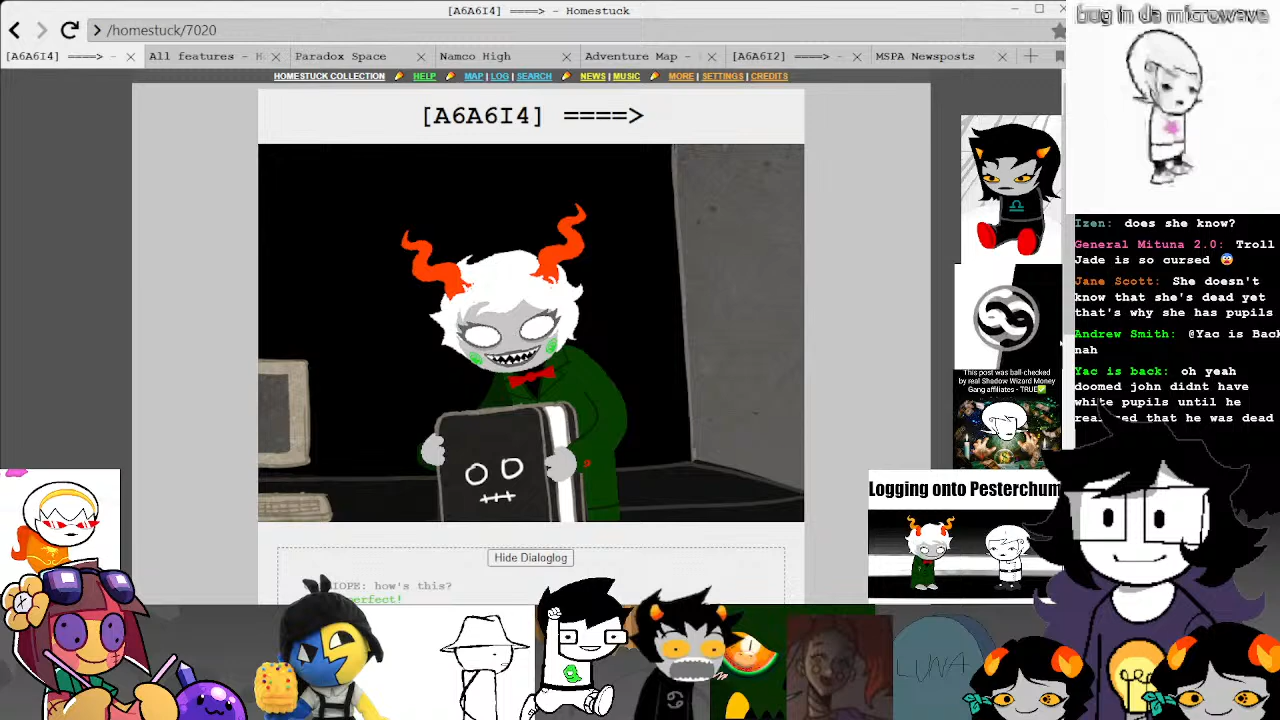 [A6A6I4] ====> - Homestuck
/homestuck/7020
[A6A6I4] ====> -
All features - H
Paradox Space
Namco High
Adventure Map -
[A6A6I2] ====> -
MSPA Newsposts
HOMESTUCK COLLECTION HELP MAP | LOG | SEARCH NEWS | MUSIC MORE | SETTINGS | CREDITS
[A6A6I4] ====>
Hide Dialoglog
IOPE: how's this?
perfect!
bug in da microwave
Izen: does she know?
General Mituna 2.0: Troll
Jade is so cursed 😨
Jane Scott: She doesn't
know that she's dead yet
that's why she has pupils
Andrew Smith: @Yac is Back
nah
Yac is back: oh yeah
doomed john didnt have
white pupils until he
realised that he was dead
This post was ball-checked
by real Shadow Wizard Money
Gang affiliates - TRUE✅
Logging onto Pesterchum
LUNA